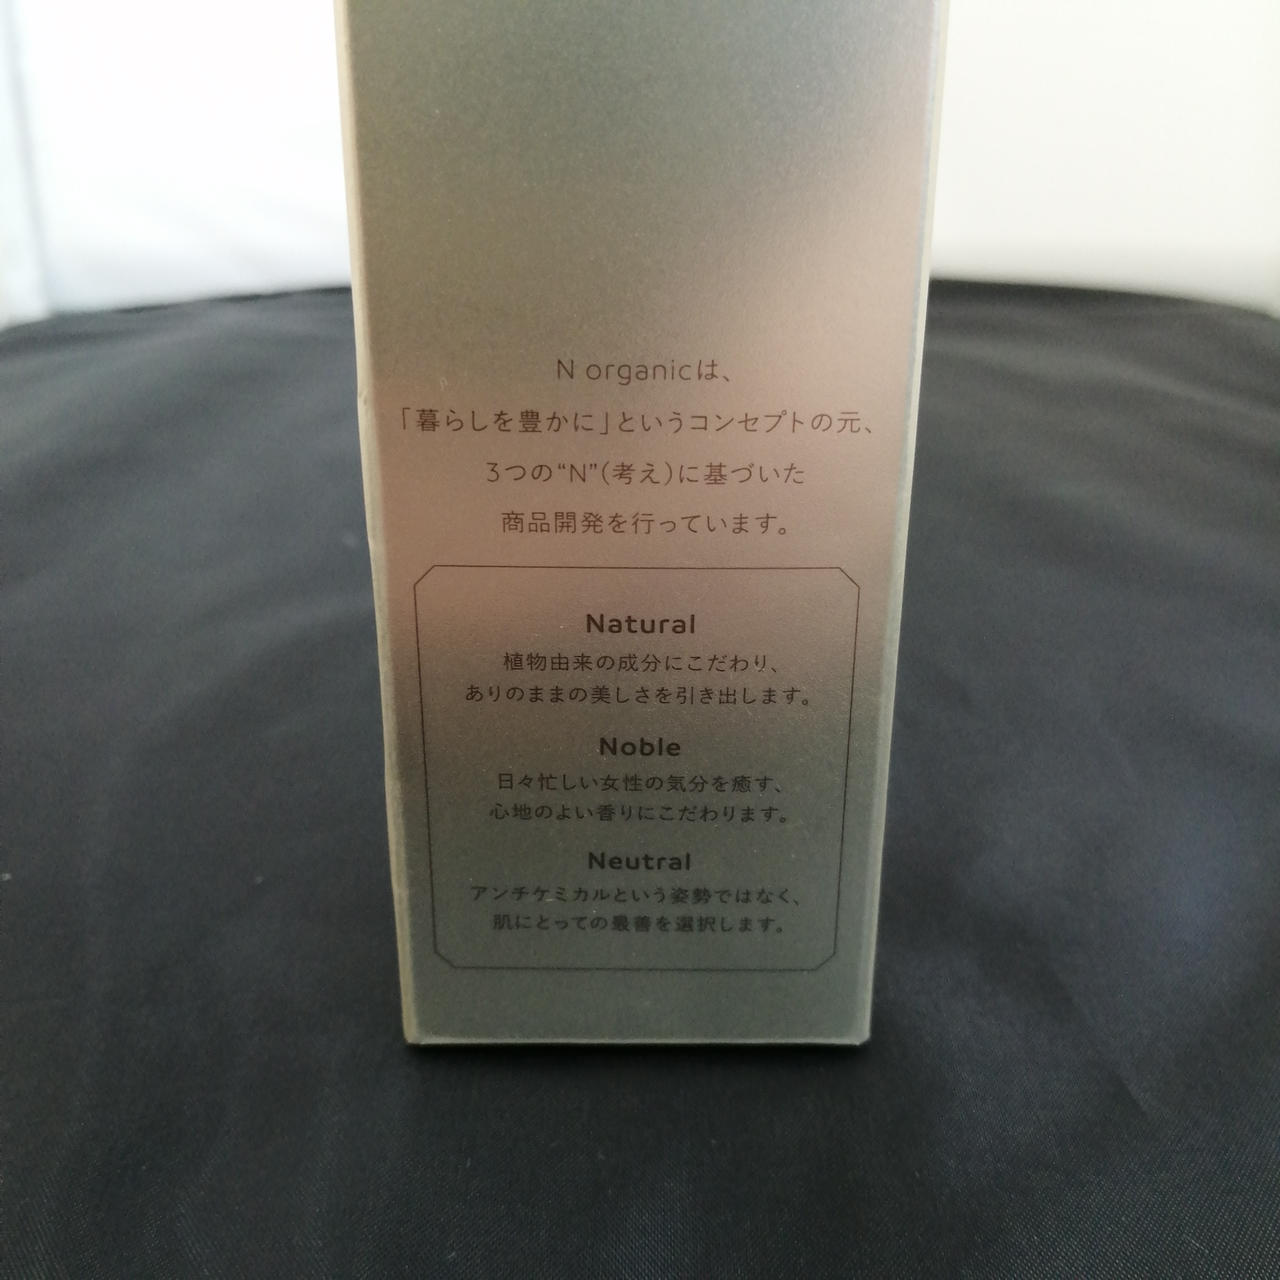 N organicは、
「暮らしを豊かに」というコンセプトの元、
3つの“N”(考え)に基づいた
商品開発を行っています。
Natural
植物由来の成分にこだわり、
ありのままの美しさを引き出します。
Noble
日々忙しい女性の気分を癒す、
心地のよい香りにこだわります。
Neutral
アンチケミカルという姿勢ではなく、
肌にとっての最善を選択します。